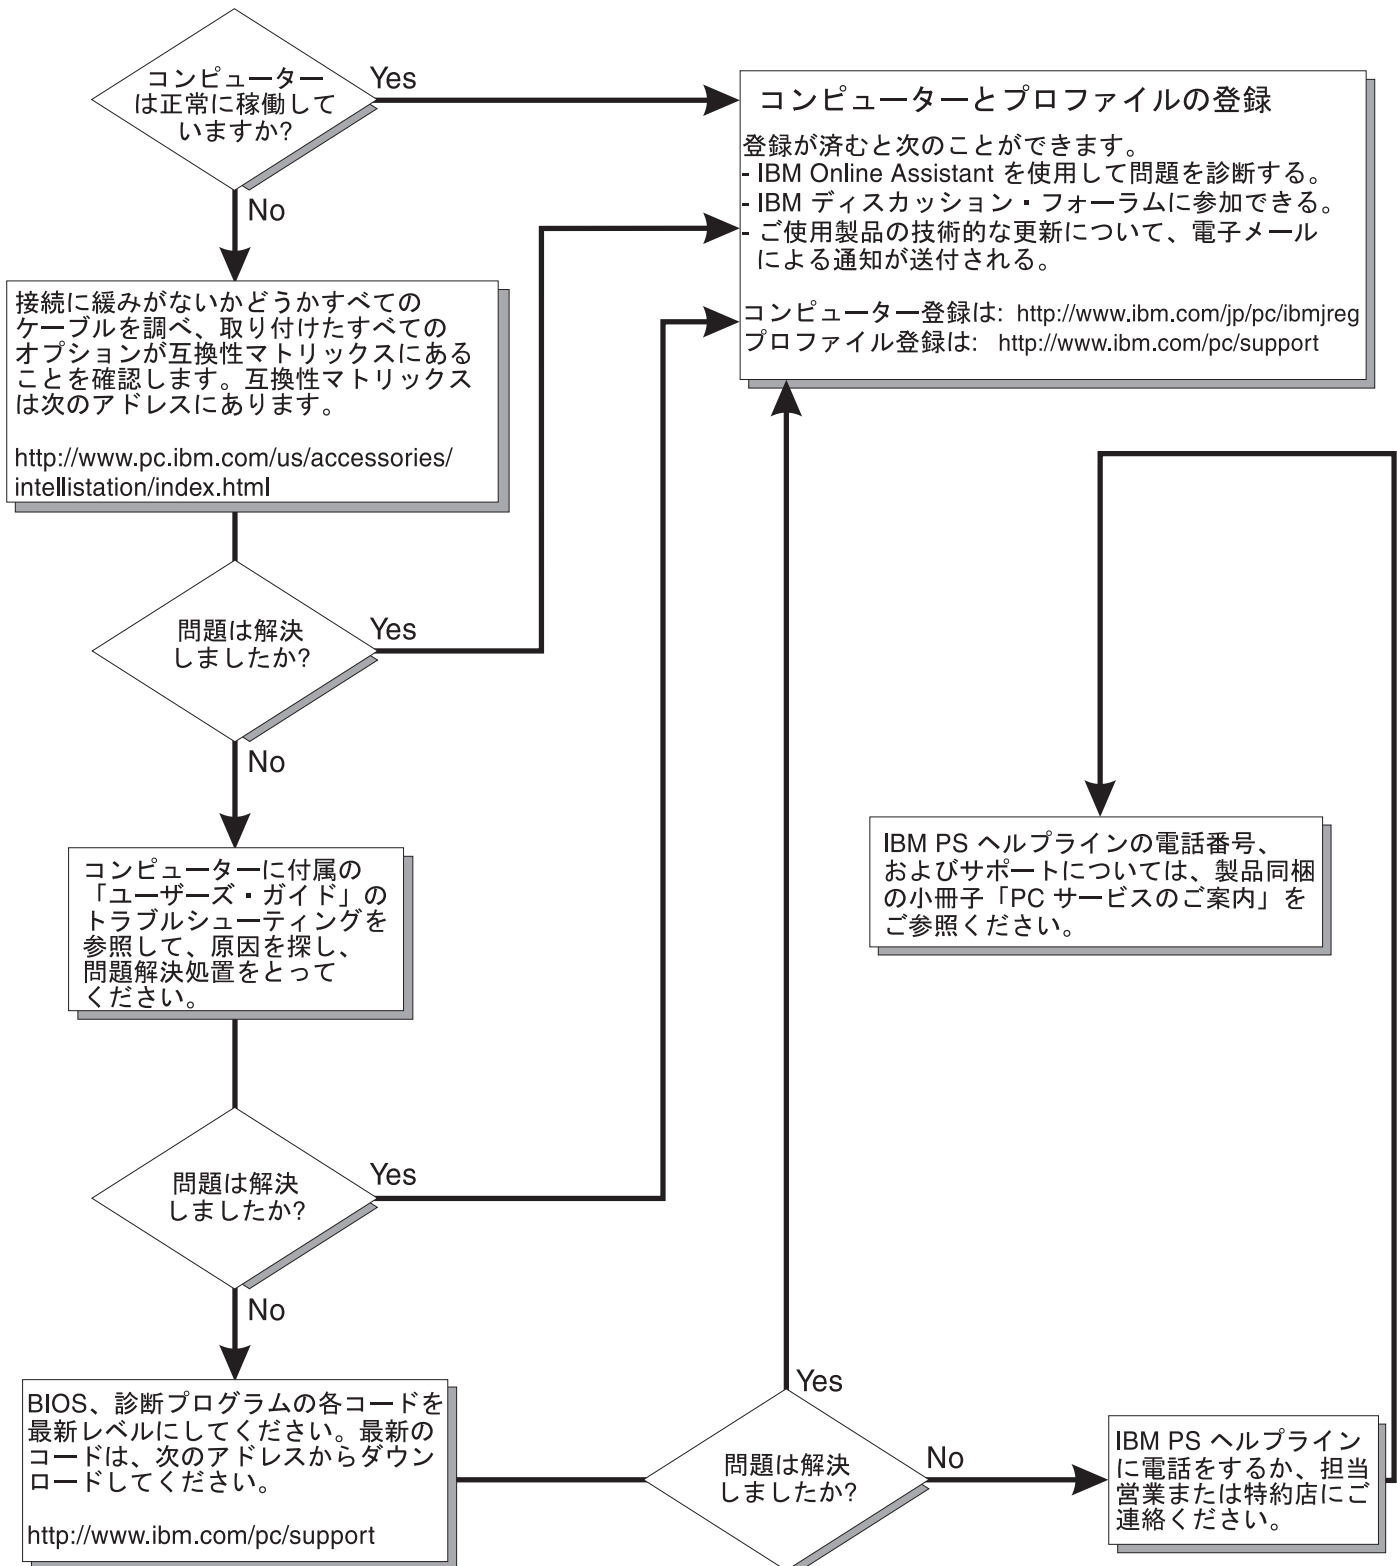 コンピューター
は正常に稼働して
いますか?
Yes
No
コンピューターとプロファイルの登録
登録が済むと次のことができます。
- IBM Online Assistant を使用して問題を診断する。
- IBM ディスカッション・フォーラムに参加できる。
- ご使用製品の技術的な更新について、電子メール
による通知が送付される。
コンピューター登録は: http://www.ibm.com/jp/pc/ibmjreg
プロファイル登録は: http://www.ibm.com/pc/support
接続に緩みがないかどうかすべての
ケーブルを調べ、取り付けたすべての
オプションが互換性マトリックスにある
ことを確認します。互換性マトリックス
は次のアドレスにあります。
http://www.pc.ibm.com/us/accessories/
intellistation/index.html
問題は解決
しましたか?
Yes
No
コンピューターに付属の
「ユーザーズ・ガイド」の
トラブルシューティングを
参照して、原因を探し、
問題解決処置をとって
ください。
IBM PS ヘルプラインの電話番号、
およびサポートについては、製品同梱
の小冊子「PC サービスのご案内」を
ご参照ください。
問題は解決
しましたか?
Yes
No
BIOS、診断プログラムの各コードを
最新レベルにしてください。最新の
コードは、次のアドレスからダウン
ロードしてください。
http://www.ibm.com/pc/support
問題は解決
しましたか?
Yes
No
IBM PS ヘルプライン
に電話をするか、担当
営業または特約店にご
連絡ください。